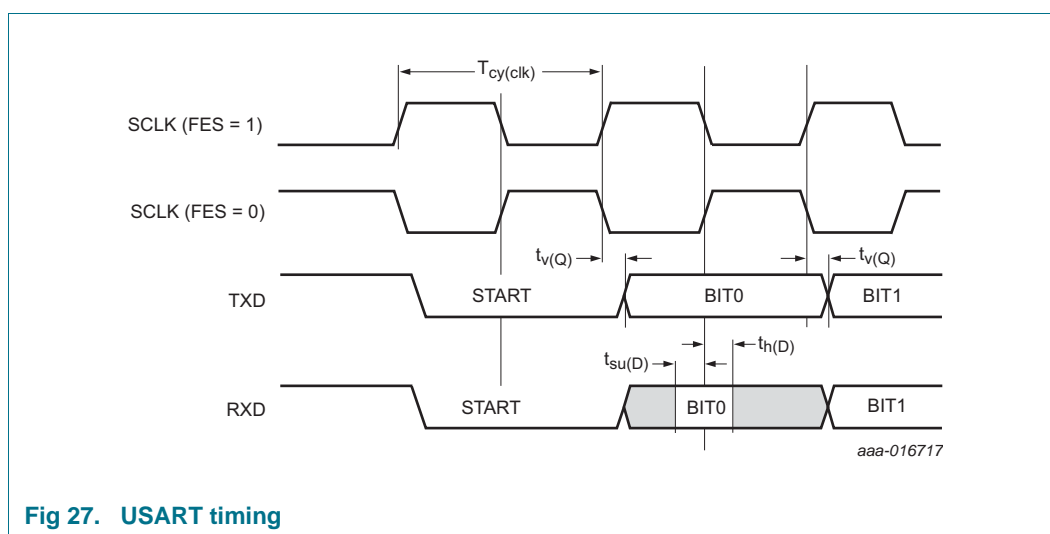 Tcy(clk)
SCLK (FES = 1)
SCLK (FES = 0)
tv(Q)
tv(Q)
TXD
START
BIT0
BIT1
tsu(D)
th(D)
RXD
START
BIT0
BIT1
aaa-016717
Fig 27. USART timing